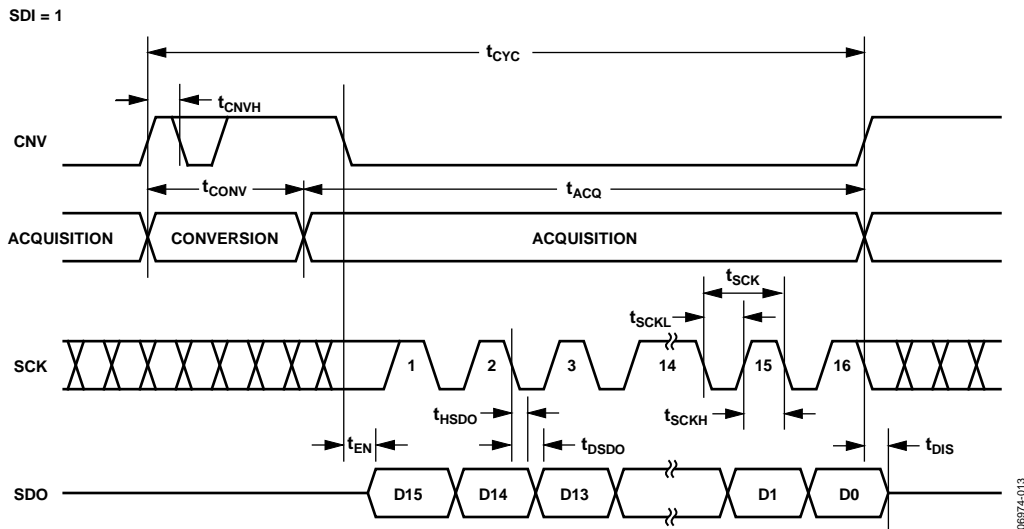 SDI = 1
tCYC
tCNVH
CNV
tCONV
tACQ
ACQUISITION
CONVERSION
ACQUISITION
tSCK
tSCKL
SCK
1
2
3
14
15
16
tHSDO
tSCKH
tEN
tDSDO
tDIS
SDO
D15
D14
D13
D1
D0
06974-013